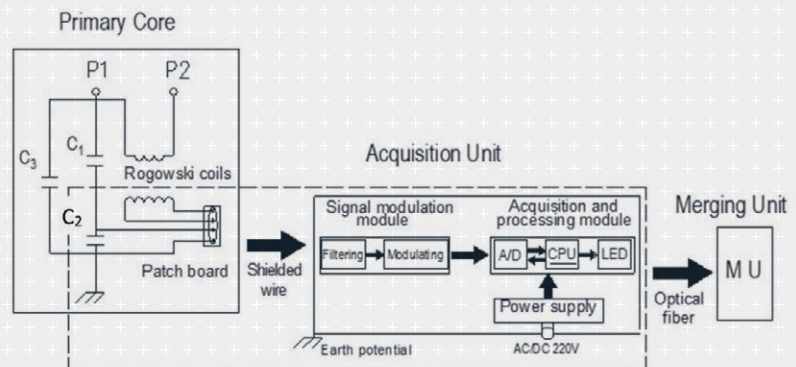 Primary Core
P1
P2
C3
C1
Rogowski coils
C2
Patch board
Shielded
wire
Acquisition Unit
Signal modulation
module
Filtering
Modulating
Acquisition and
processing module
A/D
CPU
LED
Power supply
Earth potential
AC/DC 220V
Optical
fiber
Merging Unit
M U